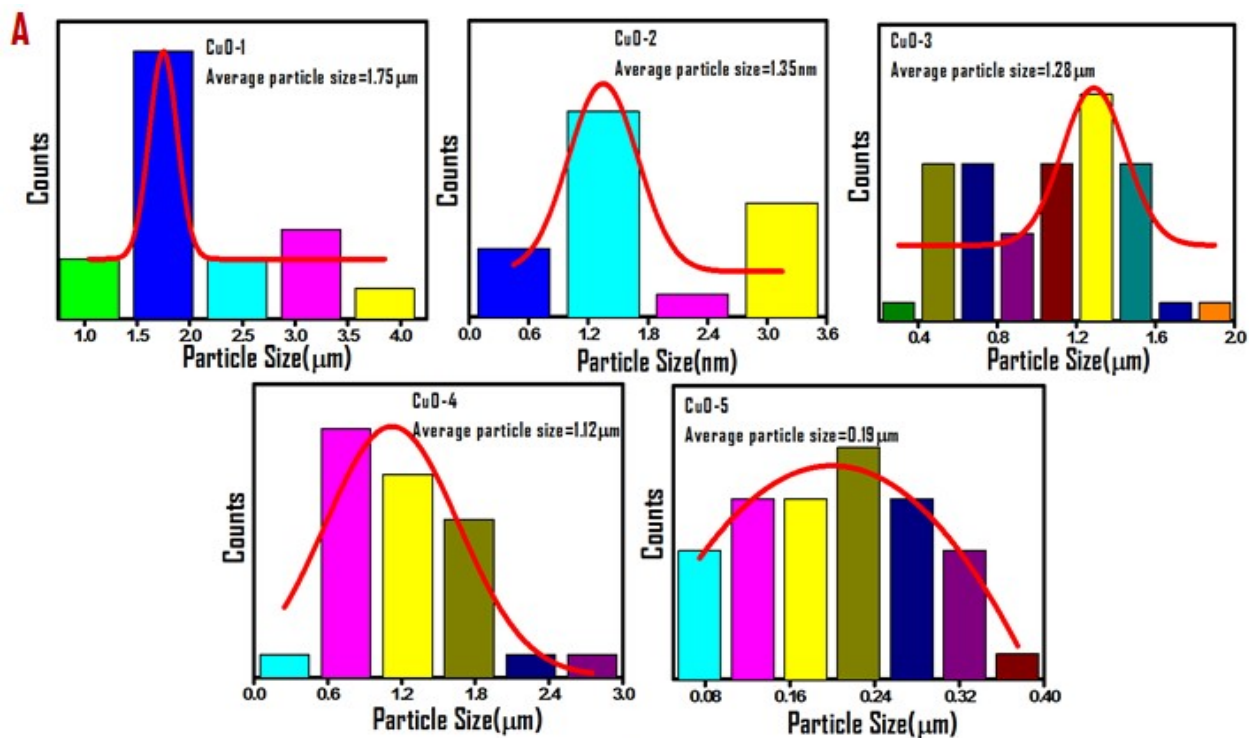 A
CuO-1
Average particle size=1.75μm
Counts
1.0 1.5 2.0 2.5 3.0 3.5 4.0
Particle Size(μm)
CuO-2
Average particle size=1.35nm
Counts
0.0 0.6 1.2 1.8 2.4 3.0 3.6
Particle Size(nm)
CuO-3
Average particle size=1.28μm
Counts
0.4 0.8 1.2 1.6 2.0
Particle Size(μm)
CuO-4
Average particle size=1.12μm
Counts
0.0 0.6 1.2 1.8 2.4 3.0
Particle Size(μm)
CuO-5
Average particle size=0.19μm
Counts
0.08 0.16 0.24 0.32 0.40
Particle Size(μm)